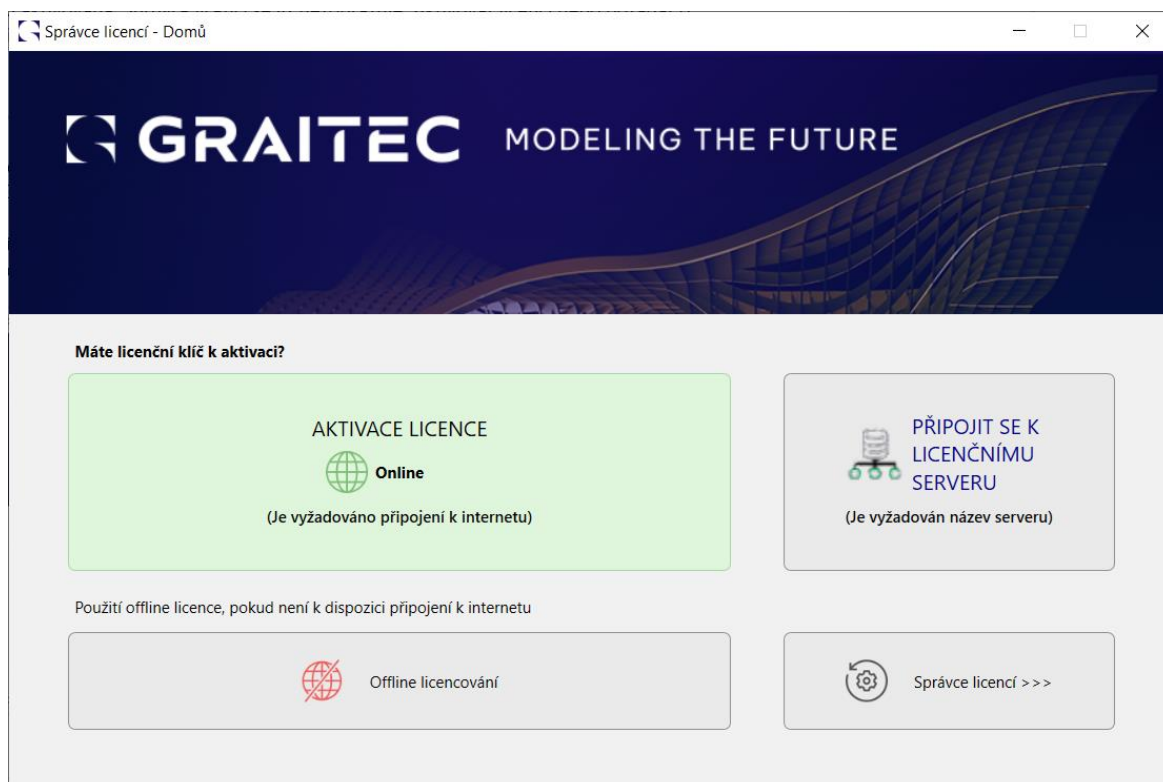 Správce licencí - Domů
GRAITEC MODELING THE FUTURE
Máte licenční klíč k aktivaci?
AKTIVACE LICENCE
Online
(Je vyžadováno připojení k internetu)
PŘIPOJIT SE K
LICENČNÍMU
SERVERU
(Je vyžadován název serveru)
Použití offline licence, pokud není k dispozici připojení k internetu
Offline licencování
Správce licencí >>>